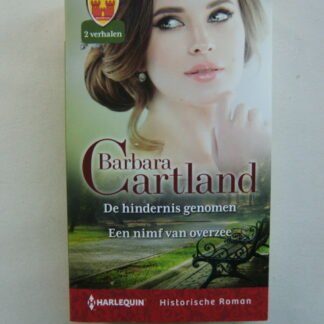 2 verhalen
Barbara
Cartland
De hindernis genomen
Een nimf van overzee
HARLEQUIN Historische Roman